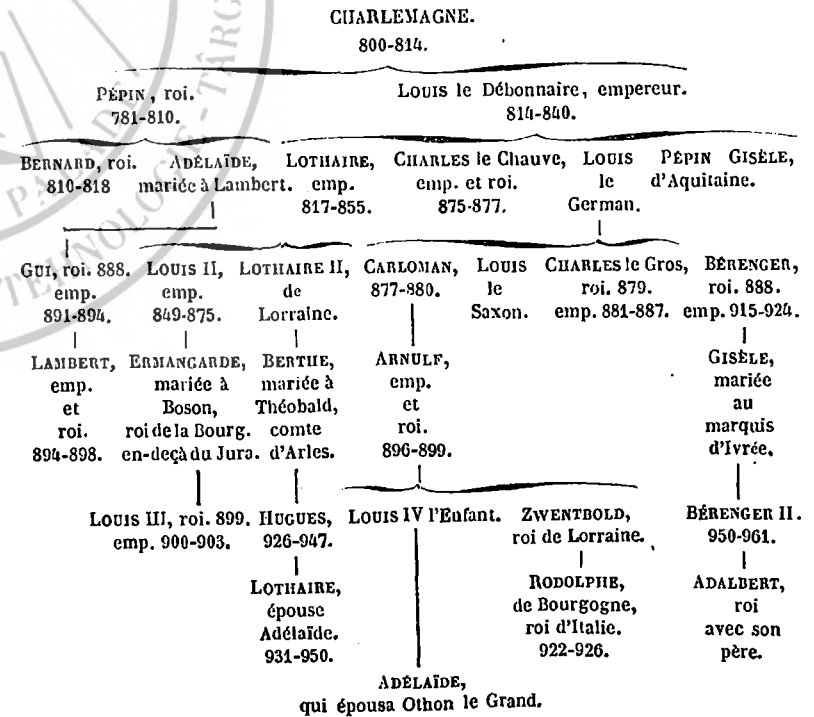 CHARLEMAGNE.
800-814.
PÉPIN, roi. LOUIS le Débonnaire, empereur.
781-810. 814-840.
BERNARD, roi. ADÉLAÏDE, LOTHAIRE, CHARLES le Chauve, LOUIS PÉPIN GISÈLE,
810-818 mariée à Lambert. emp. emp. et roi. le d'Aquitaine.
817-855. 875-877. German.
GUI, roi. 888. LOUIS II, LOTHAIRE II, CARLOMAN, LOUIS CHARLES le Gros, BÉRENGER,
emp. emp. de 877-880. le roi. 879. roi. 888.
891-894. 849-875. Lorraine. Saxon. emp. 881-887. emp. 915-924.
LAMBERT, ERMANGARDE, BERTHE, ARNULF, GISÈLE,
emp. mariée à mariée à emp. mariée
et Boson, Théobald, et au
roi. roi de la Bourg. comte roi. marquis
894-898. en-deçà du Jura. d'Arles. 896-899. d'Ivrée.
LOUIS III, roi. 899. HUGUES, LOUIS IV l'Enfant. ZWENTBOLD, BÉRENGER II.
emp. 900-903. 926-947. roi de Lorraine. 950-961.
LOTHAIRE, RODOLPHE, ADALBERT,
épouse de Bourgogne, roi
Adélaïde. roi d'Italie. avec son
931-950. 922-926. père.
ADÉLAÏDE,
qui épousa Othon le Grand.